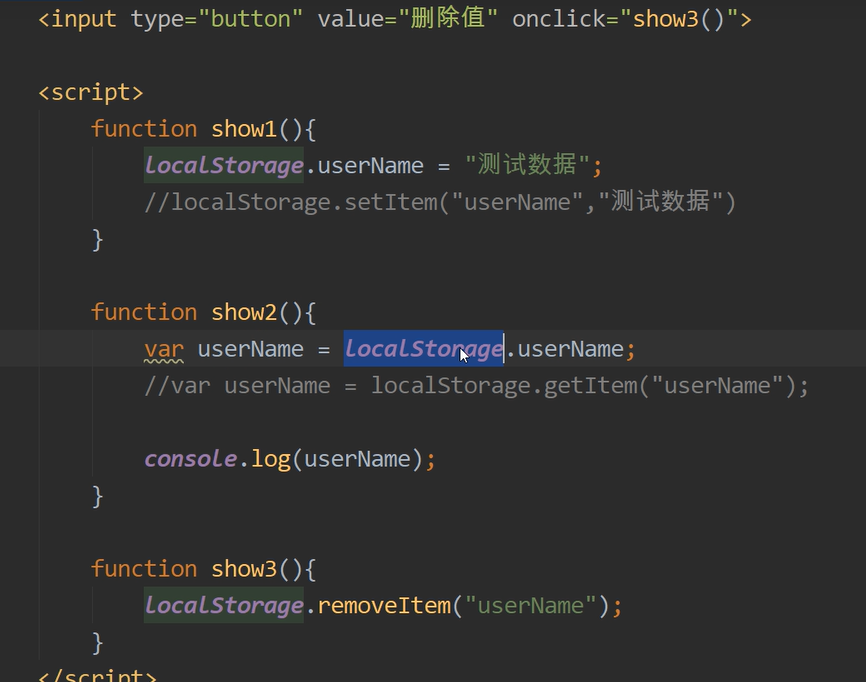 <input type="button" value="删除值" onclick="show3()">
<script>
function show1(){
localStorage.userName = "测试数据";
//localStorage.setItem("userName","测试数据")
}
function show2(){
var userName = localStorage.userName;
//var userName = localStorage.getItem("userName");
console.log(userName);
}
function show3(){
localStorage.removeItem("userName");
}
</script>